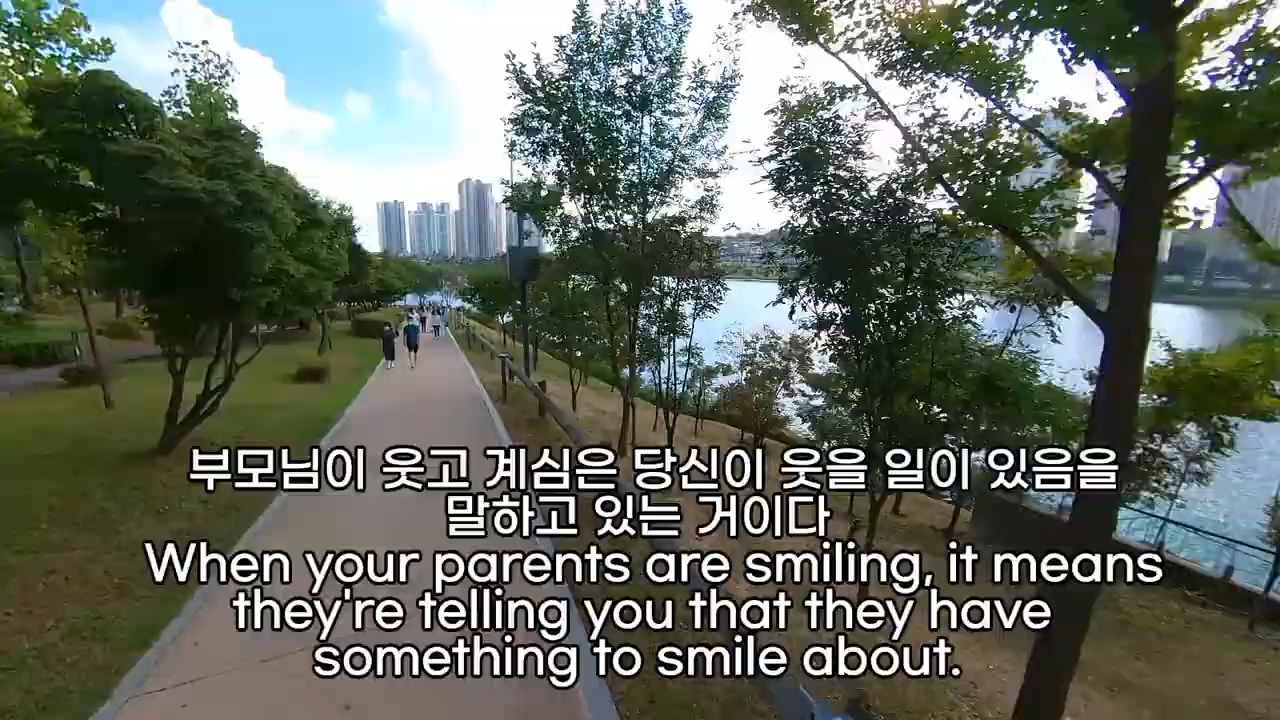 부모님이 웃고 계심은 당신이 웃을 일이 있음을
말하고 있는 거이다
When your parents are smiling, it means
they're telling you that they have
something to smile about.